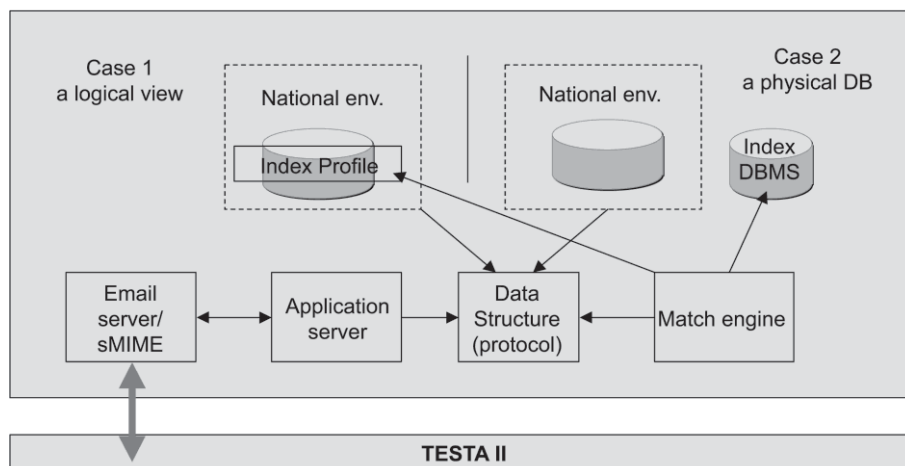 Case 1
a logical view
National env.
Index Profile
National env.
Case 2
a physical DB
Index
DBMS
Email
server/
sMIME
Application
server
Data
Structure
(protocol)
Match engine
TESTA II